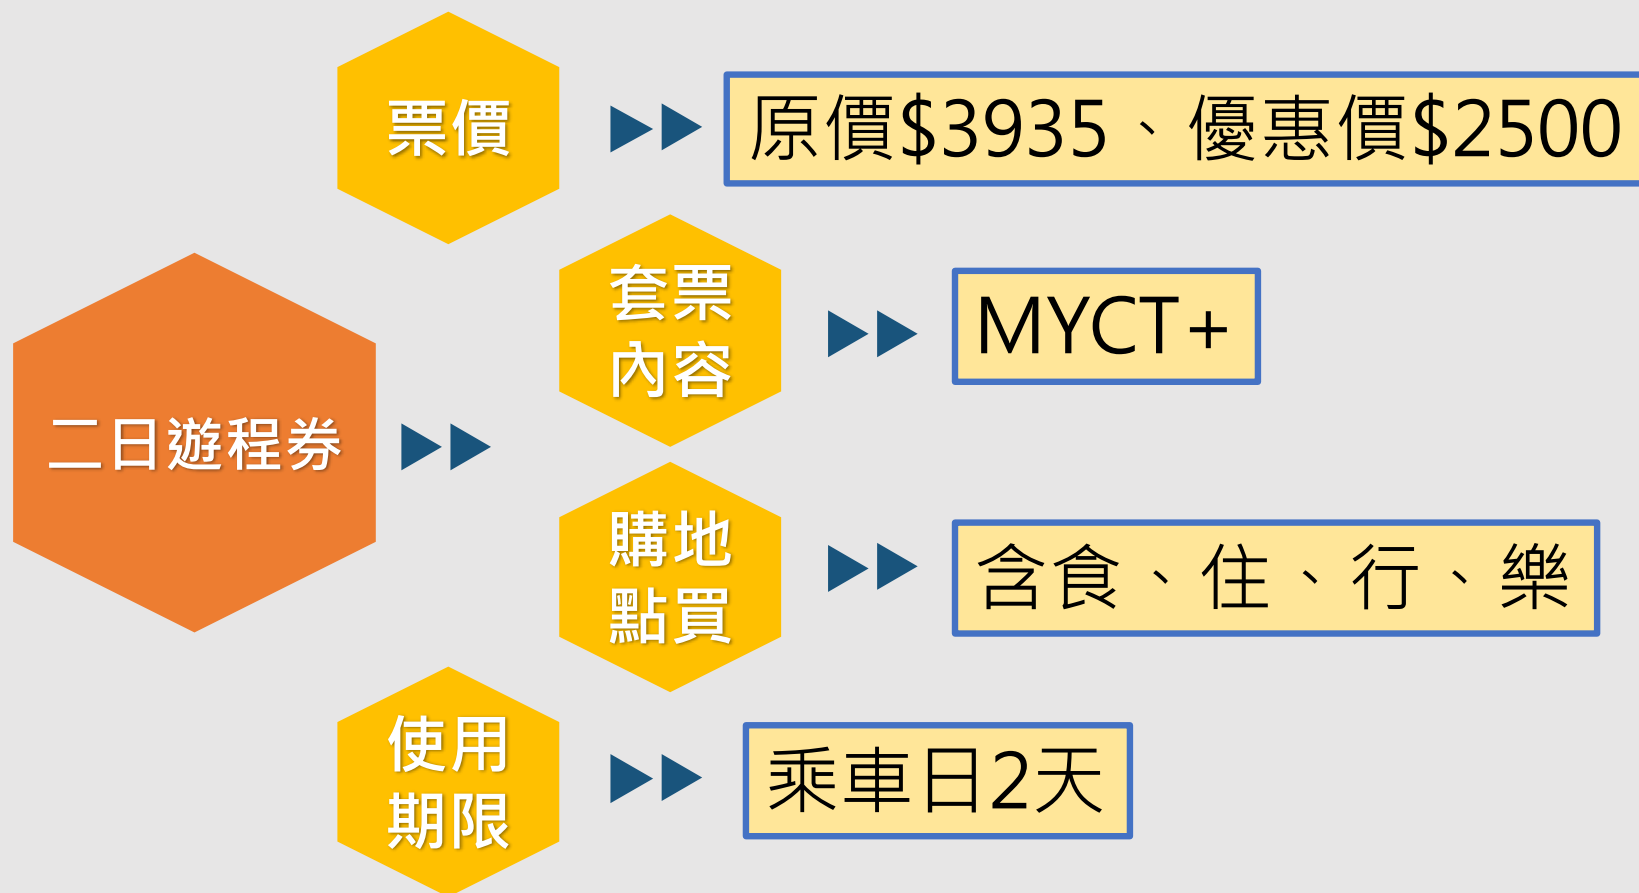 票價
原價$3935、優惠價$2500
套票
內容
MYCT+
二日遊程券
購地
點買
含食、住、行、樂
使用
期限
乘車日2天